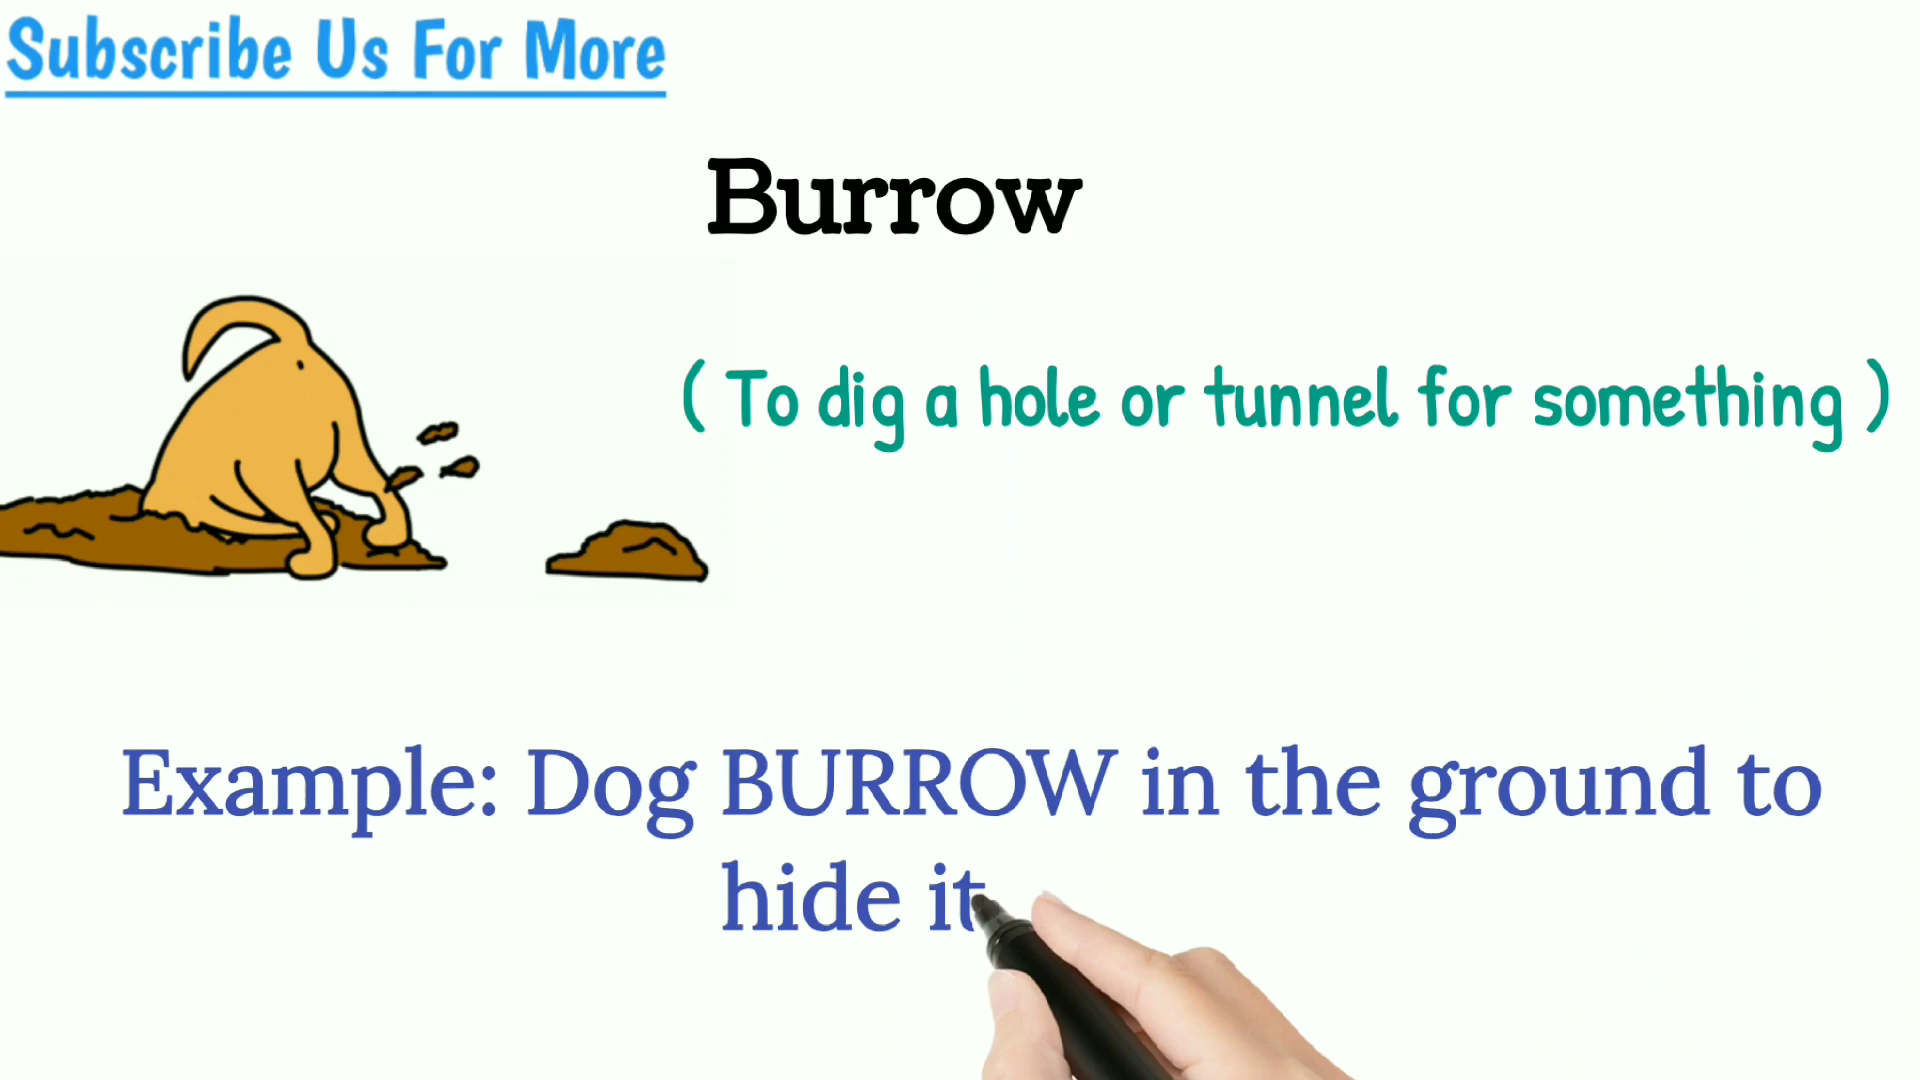 Subscribe Us For More
Burrow
( To dig a hole or tunnel for something )
Example: Dog BURROW in the ground to
hide it